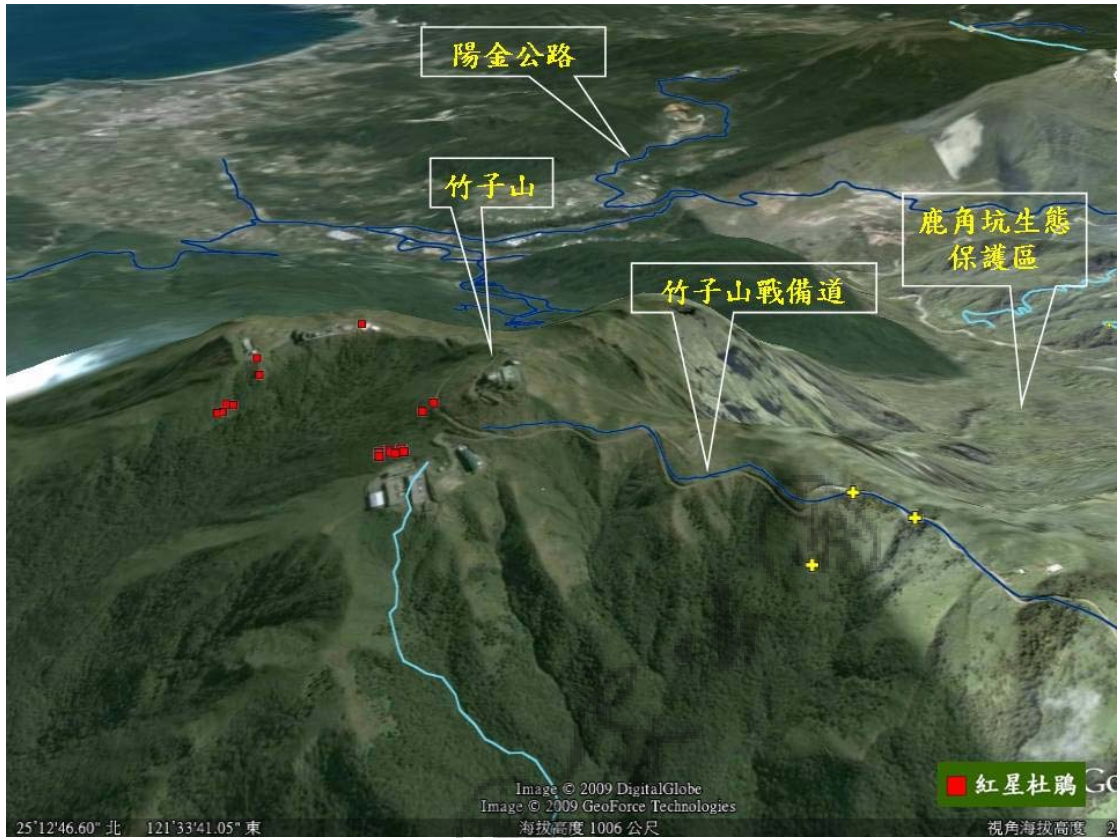 陽金公路
竹子山
鹿角坑生態
保護區
竹子山戰備道
紅星杜鵑
Go
Image © 2009 DigitalGlobe
Image © 2009 GeoForce Technologies
25°12'46.60" 北 121°33'41.05" 東 海拔高度 1006 公尺 視角海拔高度 2